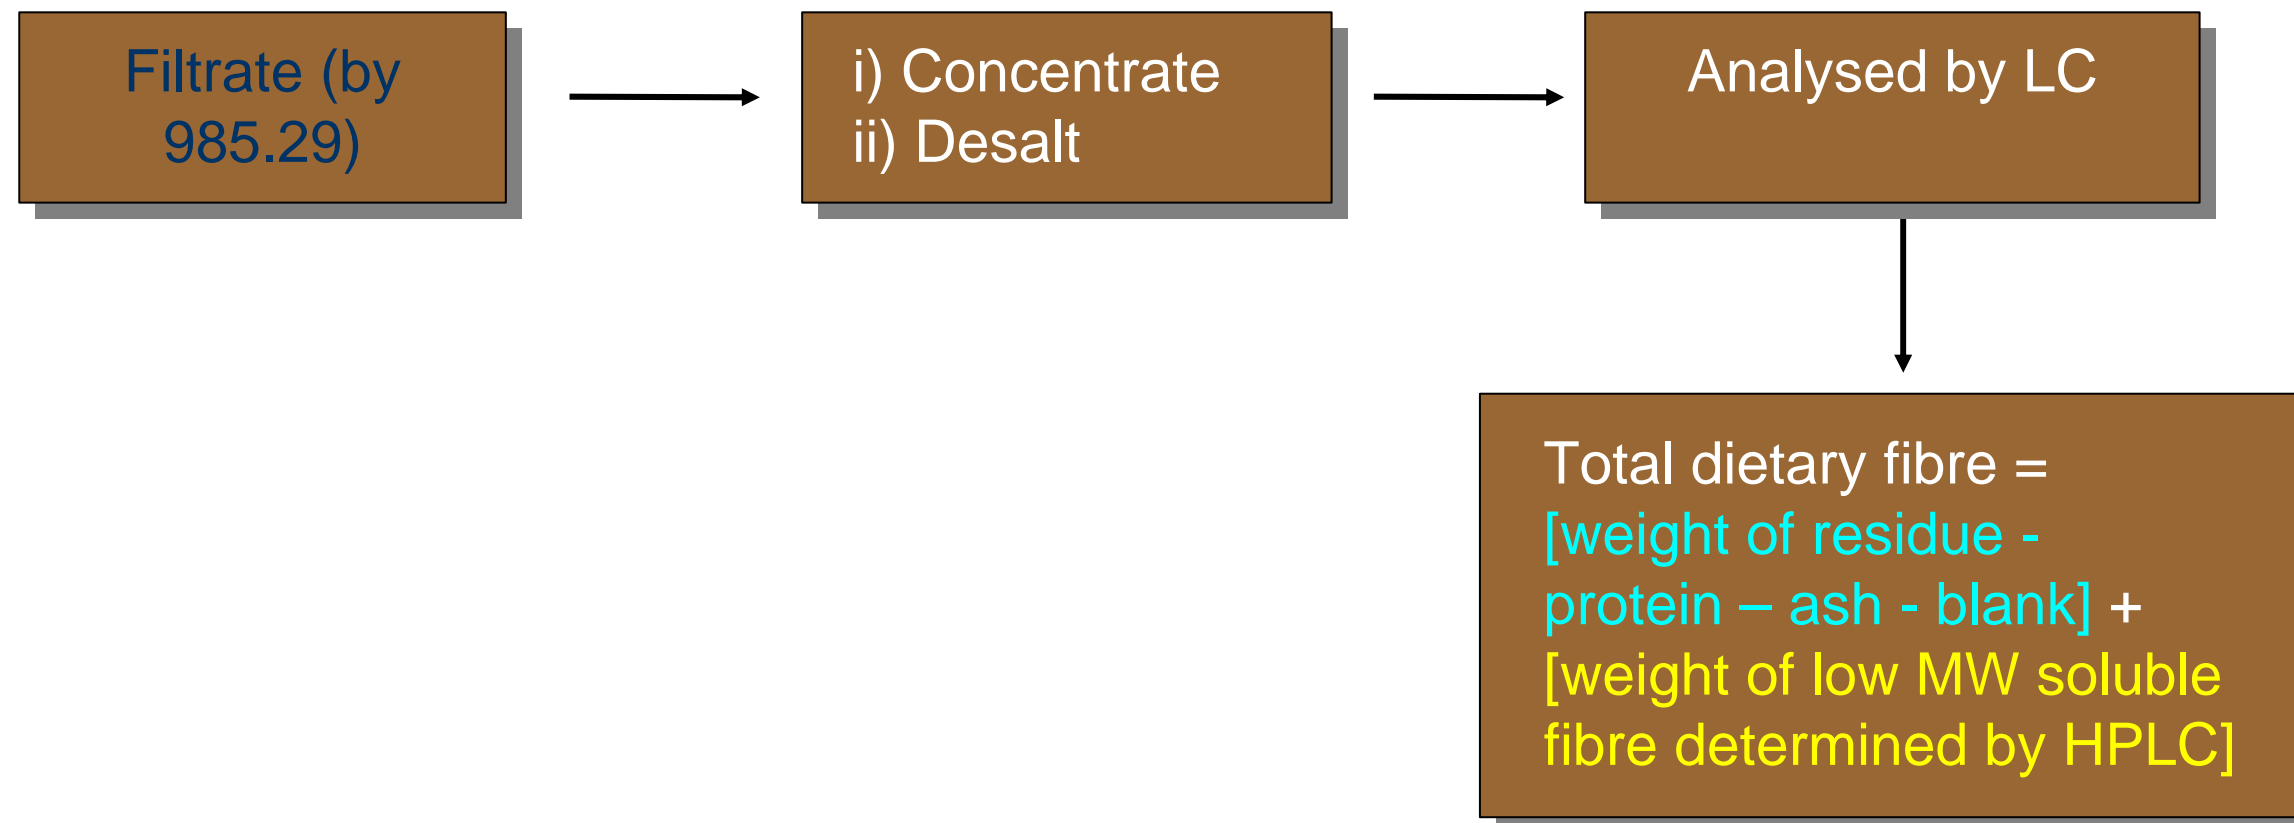 Filtrate (by
985.29)
i) Concentrate
ii) Desalt
Analysed by LC
Total dietary fibre =
[weight of residue -
protein – ash - blank] +
[weight of low MW soluble
fibre determined by HPLC]